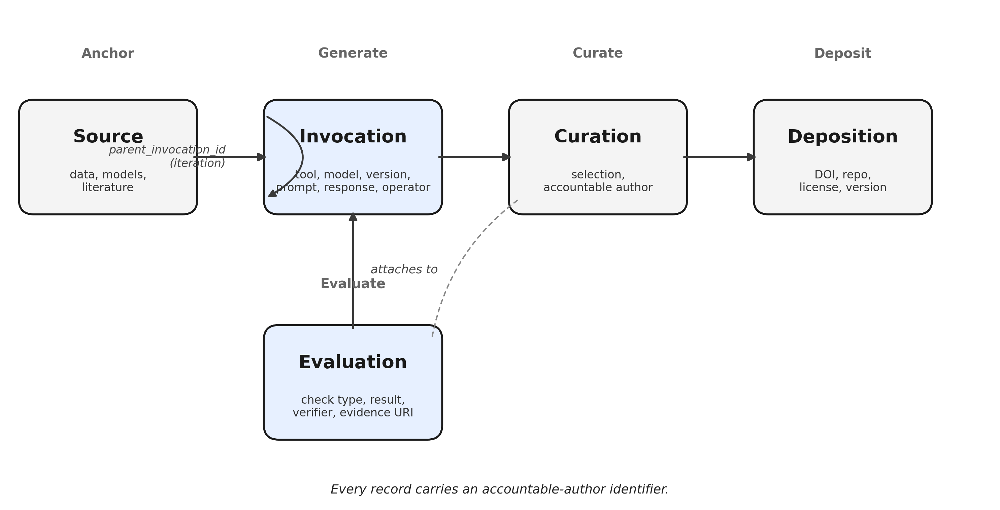 Anchor
Generate
Curate
Deposit
Source
data, models,
literature
parent_invocation_id
(iteration)
Invocation
tool, model, version,
prompt, response, operator
Curation
selection,
accountable author
Deposition
DOI, repo,
license, version
attaches to
Evaluate
Evaluation
check type, result,
verifier, evidence URI
Every record carries an accountable-author identifier.